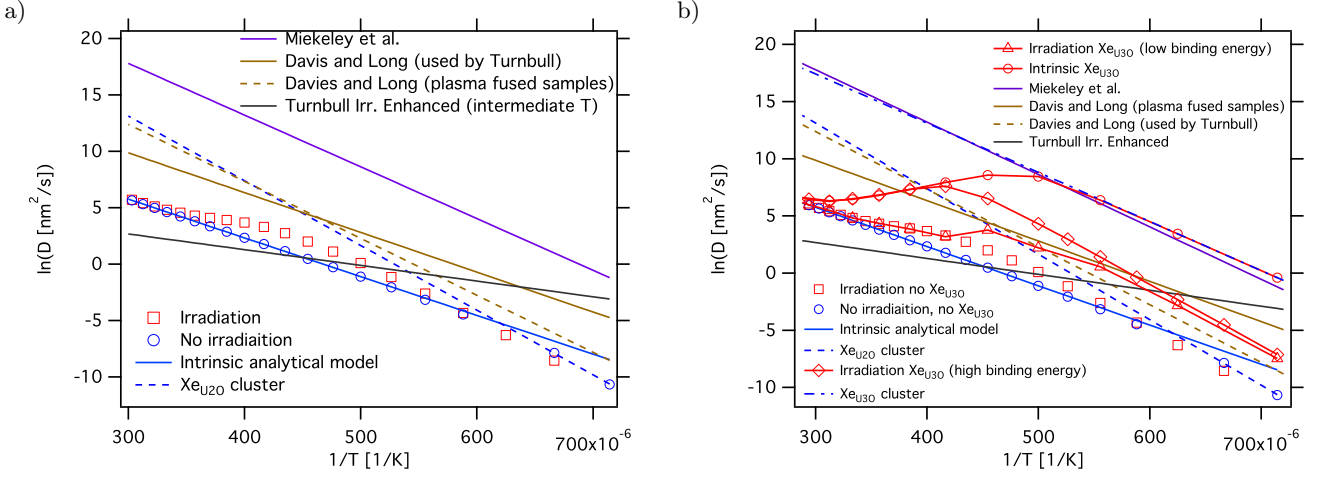 a)
ln(D [nm²/s])
20
15
10
5
0
-5
-10
Miekeley et al.
Davis and Long (used by Turnbull)
Davies and Long (plasma fused samples)
Turnbull Irr. Enhanced (intermediate T)
Irradiation
No irradiaition
Intrinsic analytical model
XeU2O cluster
300
400
500
600
700x10⁻⁶
1/T [1/K]
b)
ln(D [nm²/s])
20
15
10
5
0
-5
-10
Irradiation XeU3O (low binding energy)
Intrinsic XeU3O
Miekeley et al.
Davis and Long (plasma fused samples)
Davies and Long (used by Turnbull)
Turnbull Irr. Enhanced
Irradiation no XeU3O
No irradiaition, no XeU3O
Intrinsic analytical model
XeU2O cluster
Irradiation XeU3O (high binding energy)
XeU3O cluster
300
400
500
600
700x10⁻⁶
1/T [1/K]